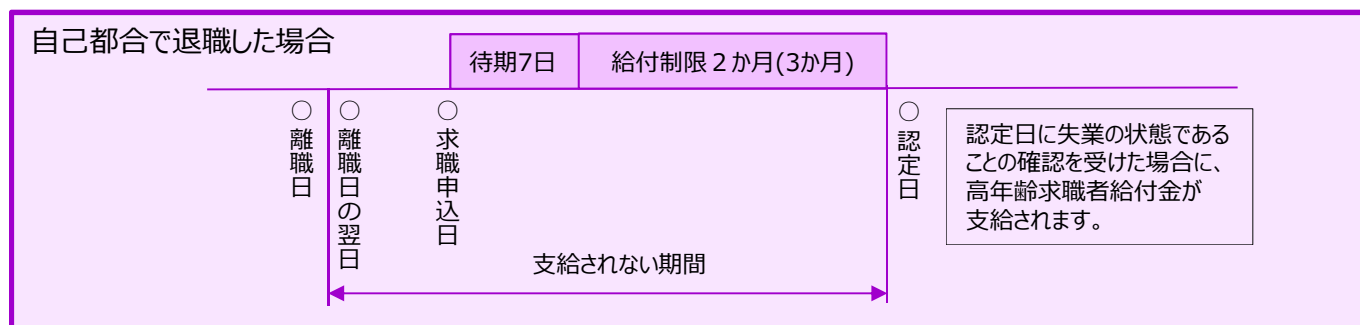 自己都合で退職した場合
待期7日
給付制限２か月(3か月)
○離職日
○離職日の翌日
○求職申込日
○認定日
認定日に失業の状態である
ことの確認を受けた場合に、
高年齢求職者給付金が
支給されます。
支給されない期間